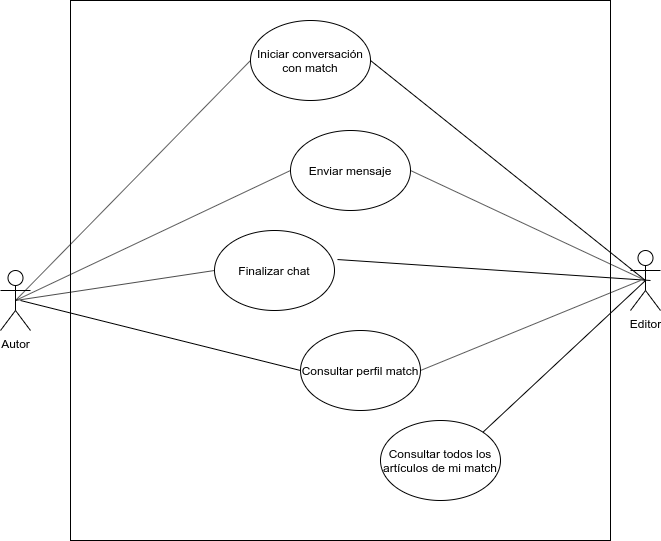 Iniciar conversación
con match
Enviar mensaje
Finalizar chat
Autor
Editor
Consultar perfil match
Consultar todos los
artículos de mi match